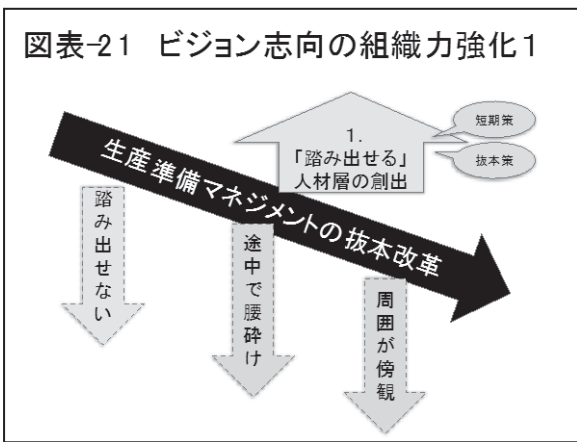 図表-21 ビジョン志向の組織力強化1
短期策
1.
「踏み出せる」
人材層の創出
抜本策
生産準備マネジメントの抜本改革
踏み出せない
途中で腰砕け
周囲が傍観